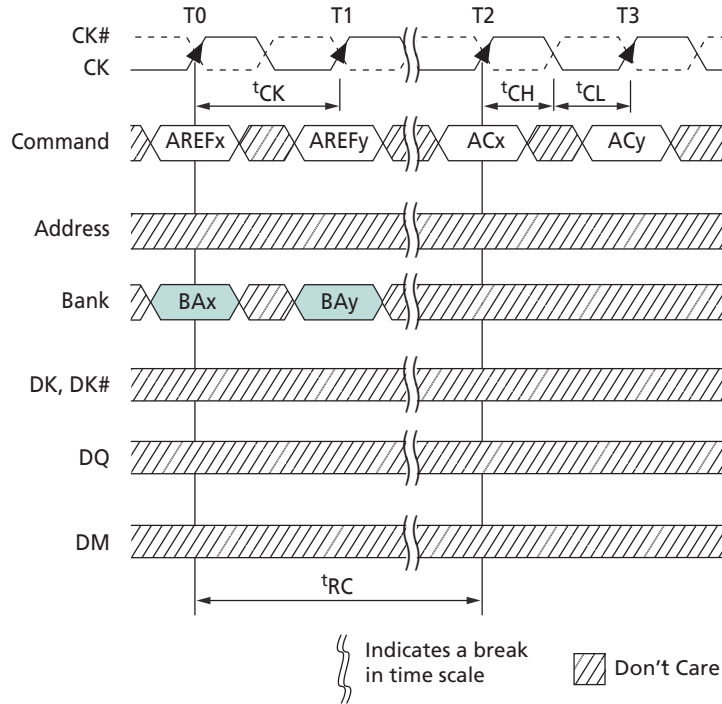 T0 T1 T2 T3
CK#
CK
tCK tCH tCL
Command AREFx AREFy ACx ACy
Address
Bank BAx BAy
DK, DK#
DQ
DM
tRC
Indicates a break
in time scale
Don't Care